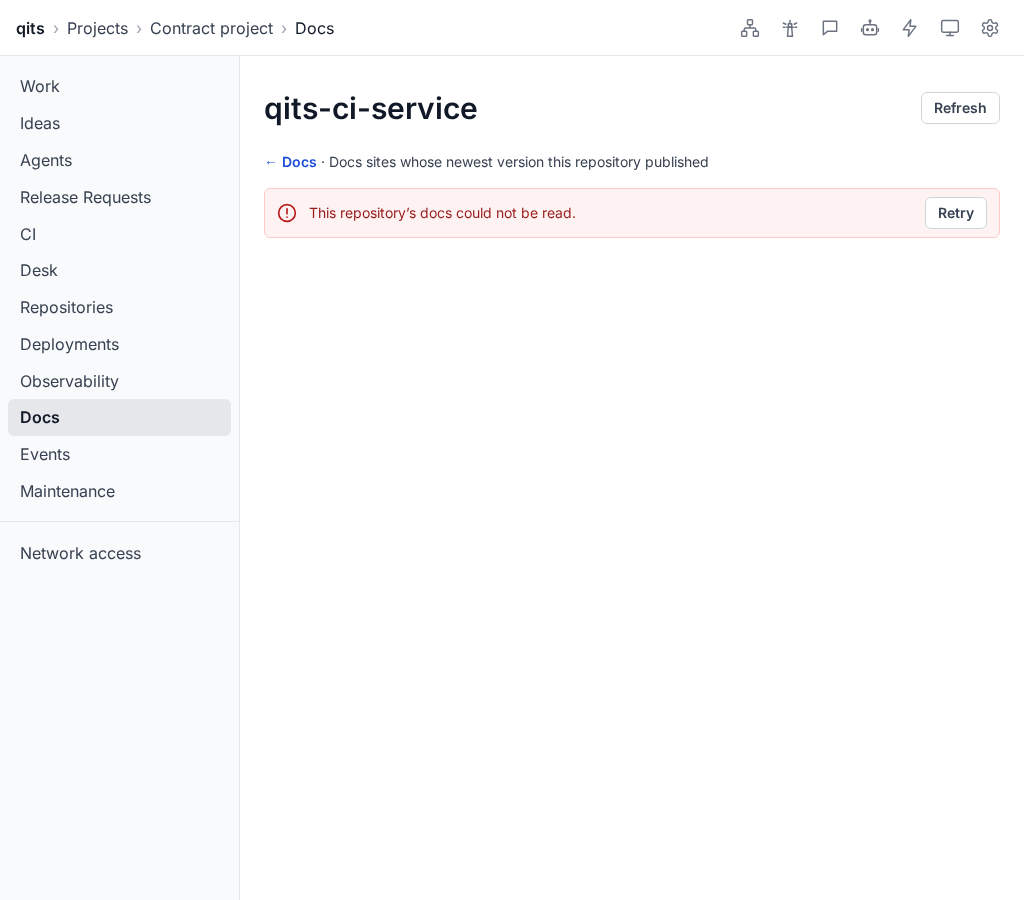 qits › Projects › Contract project › Docs
Work
Ideas
Agents
Release Requests
CI
Desk
Repositories
Deployments
Observability
Docs
Events
Maintenance
Network access
qits-ci-service
Refresh
← Docs · Docs sites whose newest version this repository published
This repository’s docs could not be read.
Retry